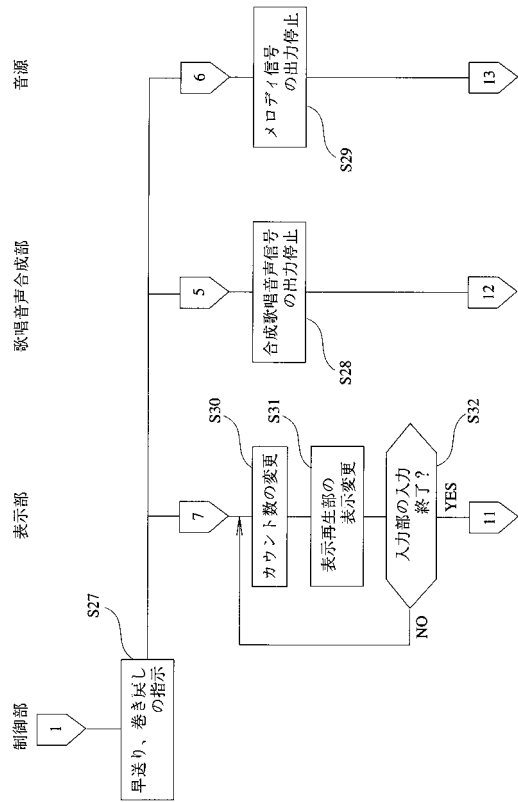 制御部
表示部
歌唱音声合成部
音源
1
早送り、巻き戻し
の指示
S27
7
5
6
カウント数の変更
S30
表示再生部の
表示変更
S31
入力部の入力
終了？
S32
NO
YES
11
合成歌唱音声信号
の出力停止
S28
12
メロディ信号
の出力停止
S29
13